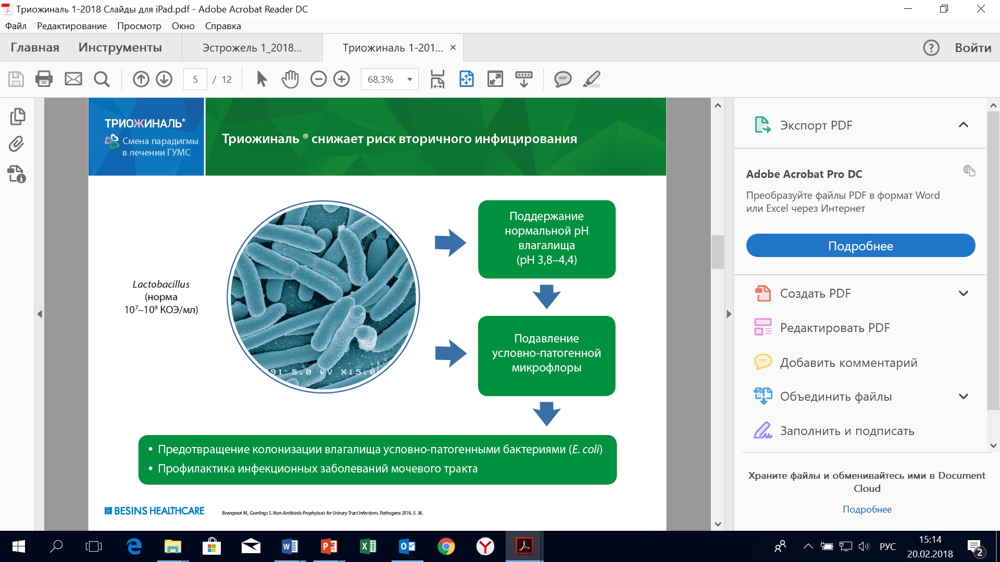 Триожиналь 1-2018 Слайды для iPad.pdf - Adobe Acrobat Reader DC
Файл Редактирование Просмотр Окно Справка
Главная Инструменты Эстрожель 1_2018... Триожиналь 1-201... × ? Войти
5 / 12 68,3%
ТРИОЖИНАЛЬ®
Смена парадигмы
в лечении ГУМС
Триожиналь ® снижает риск вторичного инфицирования
Поддержание
нормальной pH
влагалища
(pH 3,8–4,4)
Lactobacillus
(норма
10⁷–10⁹ КОЭ/мл)
Подавление
условно-патогенной
микрофлоры
91 5.0 kV X15.0
• Предотвращение колонизации влагалища условно-патогенными бактериями (E. coli)
• Профилактика инфекционных заболеваний мочевого тракта
BESINS HEALTHCARE
Beerepoot M., Geerlings S. Non-Antibiotic Prophylaxis for Urinary Tract Infections. Pathogens 2016. 5. 36.
Экспорт PDF
Adobe Acrobat Pro DC
Преобразуйте файлы PDF в формат Word
или Excel через Интернет
Подробнее
Создать PDF
Редактировать PDF
Добавить комментарий
Объединить файлы
Заполнить и подписать
Храните файлы и обменивайтесь ими в Document
Cloud
Подробнее
РУС
15:14
20.02.2018
2